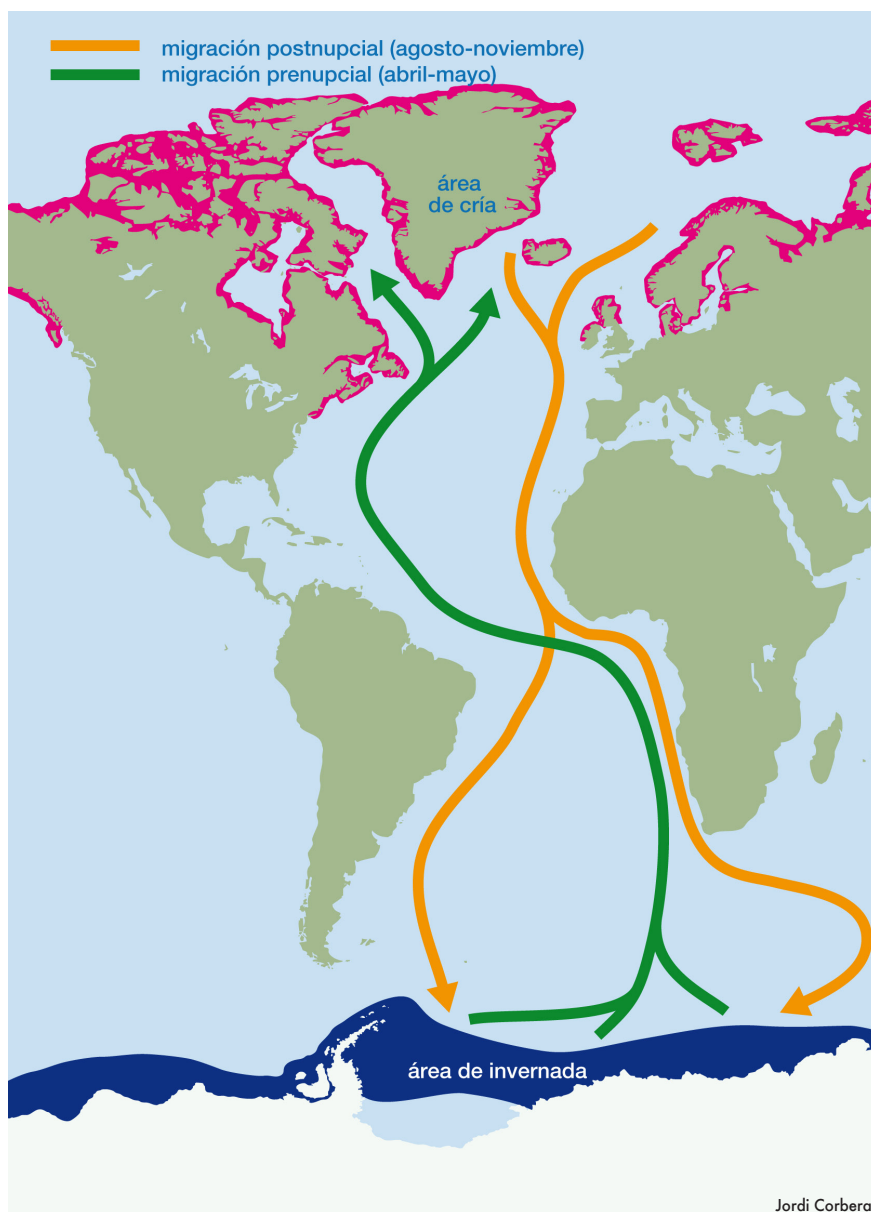 migración postnupcial (agosto-noviembre)
migración prenupcial (abril-mayo)
área
de cría
área de invernada
Jordi Corbera